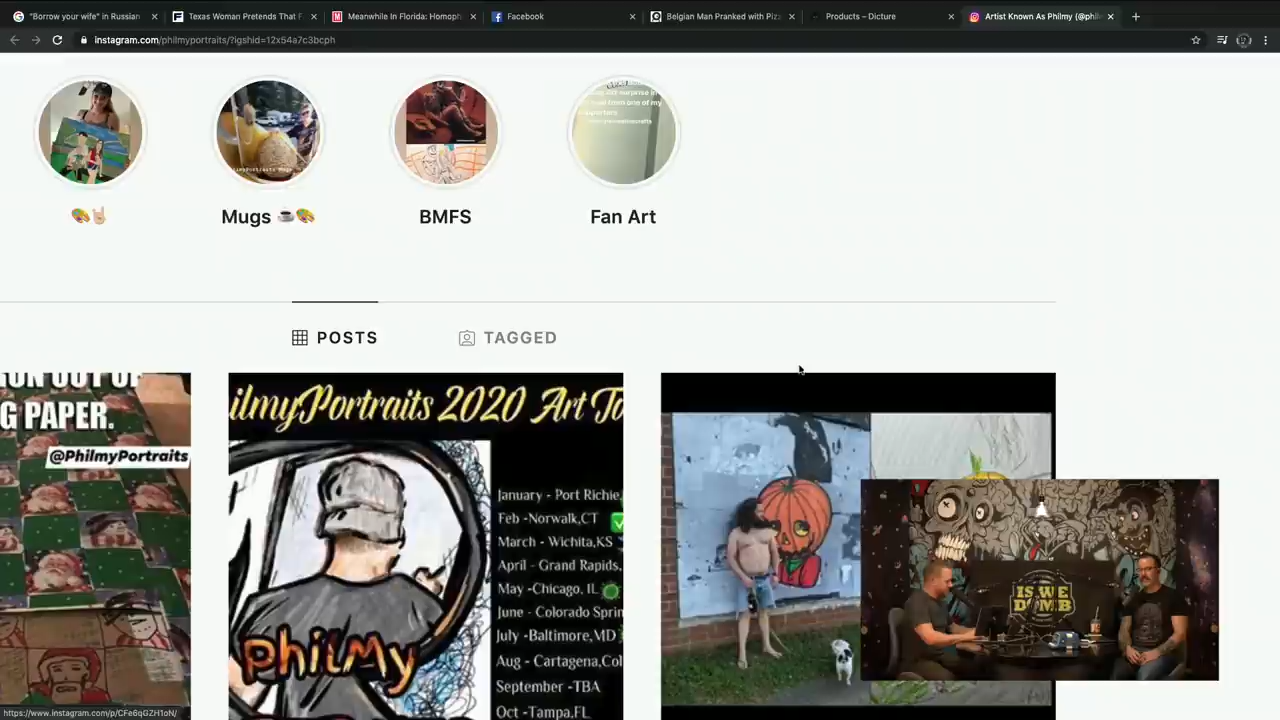 "Borrow your wife" in Russian
Texas Woman Pretends That F
Meanwhile In Florida: Homoph
Facebook
Belgian Man Pranked with Pizz
Products – Dicture
Artist Known As Philmy (@phil
instagram.com/philmyportraits/?igshid=12x54a7c3bcph
Mugs ☕🎨
BMFS
Fan Art
POSTS
TAGGED
G PAPER.
@PhilmyPortraits
ilmyPortraits 2020 Art To
January - Port Richie,
Feb -Norwalk,CT
March - Wichita,KS
April - Grand Rapids,
May -Chicago, IL
June - Colorado Sprin
July -Baltimore,MD
Aug - Cartagena,Col
September -TBA
Oct -Tampa,FL
PhilMy
IS WE
DUMB
https://www.instagram.com/p/CFe6qGZH1oN/